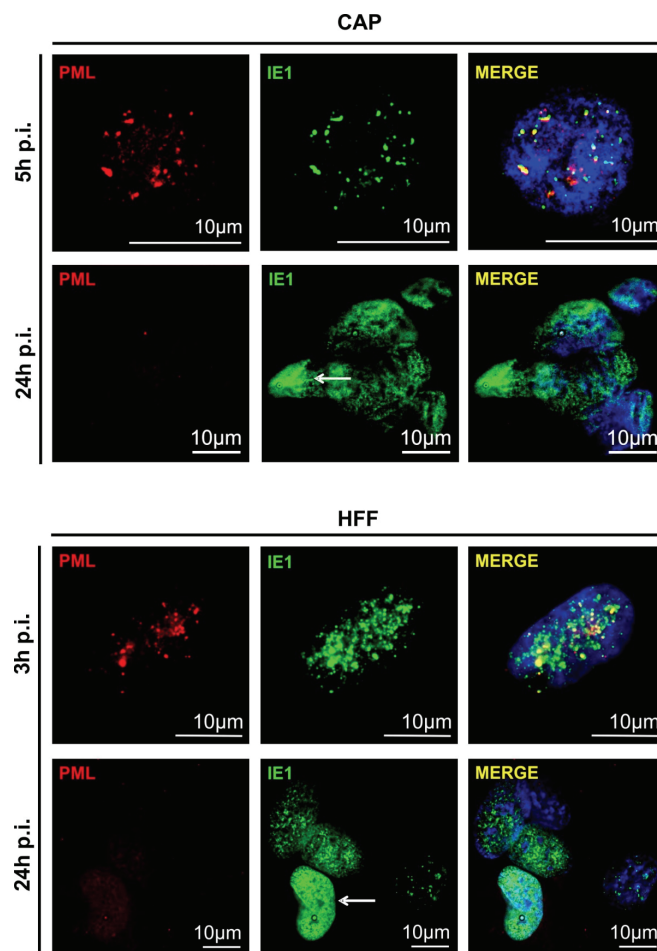 CAP
5h p.i.
PML
IE1
MERGE
10µm
10µm
10µm
24h p.i.
PML
IE1
MERGE
10µm
10µm
10µm
HFF
3h p.i.
PML
IE1
MERGE
10µm
10µm
10µm
24h p.i.
PML
IE1
MERGE
10µm
10µm
10µm